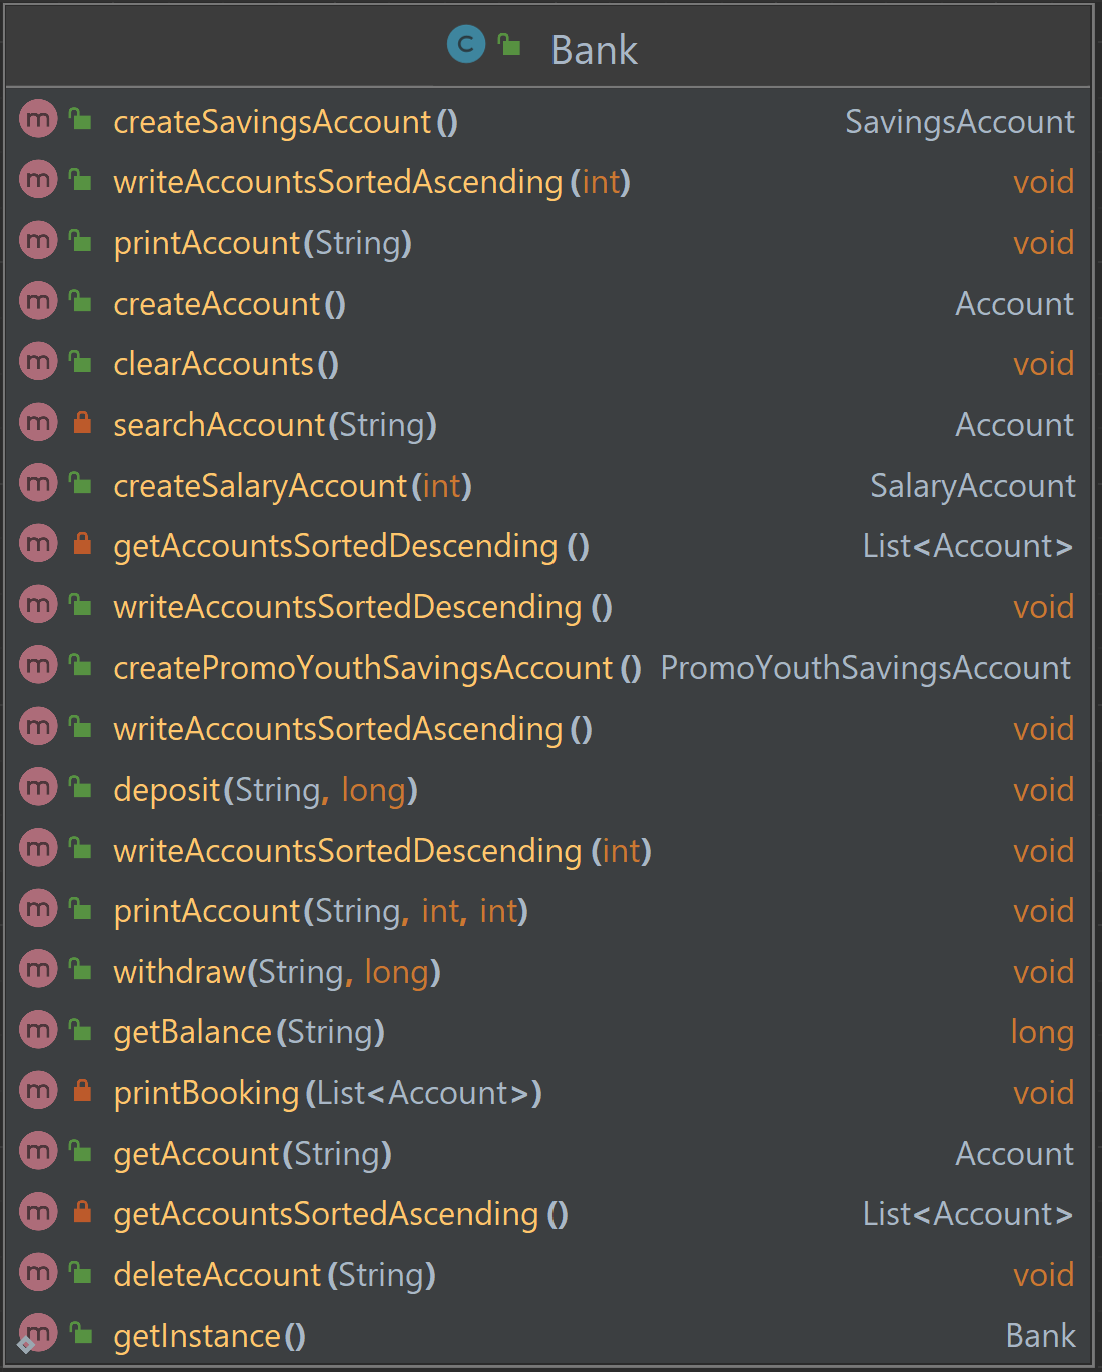 C Bank
m createSavingsAccount() SavingsAccount
m writeAccountsSortedAscending(int) void
m printAccount(String) void
m createAccount() Account
m clearAccounts() void
m searchAccount(String) Account
m createSalaryAccount(int) SalaryAccount
m getAccountsSortedDescending() List<Account>
m writeAccountsSortedDescending() void
m createPromoYouthSavingsAccount() PromoYouthSavingsAccount
m writeAccountsSortedAscending() void
m deposit(String, long) void
m writeAccountsSortedDescending(int) void
m printAccount(String, int, int) void
m withdraw(String, long) void
m getBalance(String) long
m printBooking(List<Account>) void
m getAccount(String) Account
m getAccountsSortedAscending() List<Account>
m deleteAccount(String) void
m getInstance() Bank